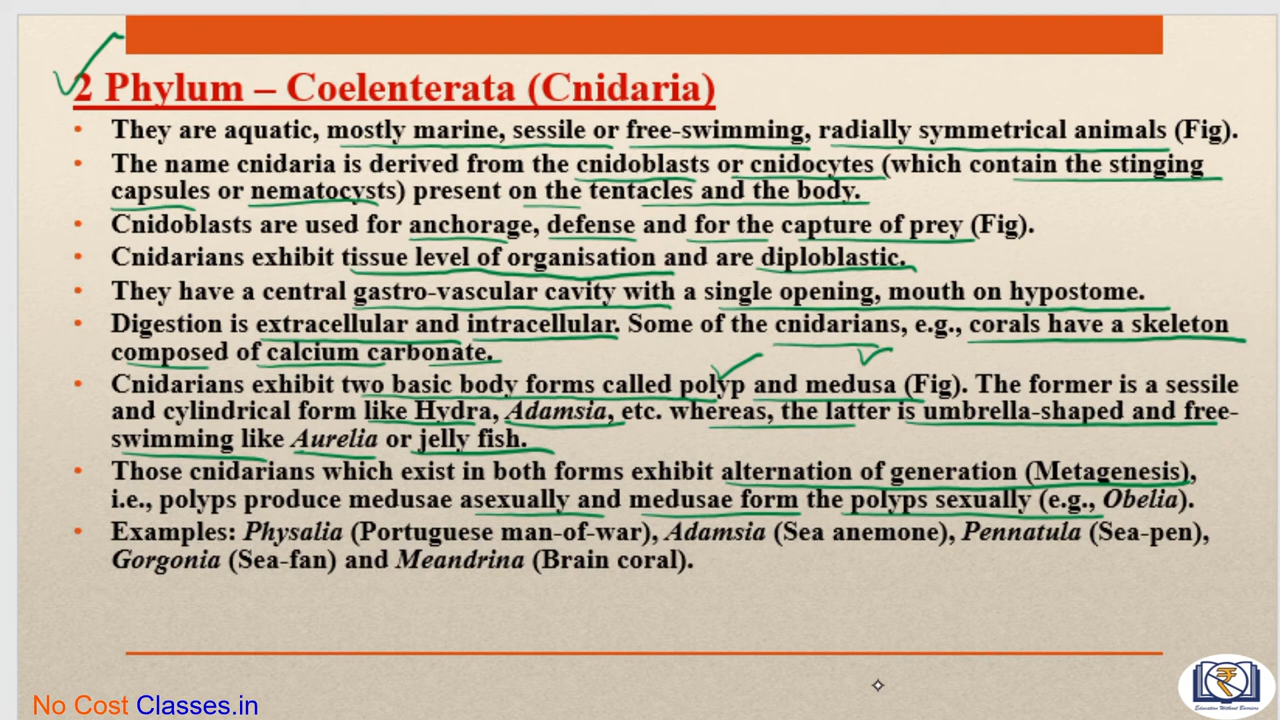 2 Phylum – Coelenterata (Cnidaria)
• They are aquatic, mostly marine, sessile or free-swimming, radially symmetrical animals (Fig).
• The name cnidaria is derived from the cnidoblasts or cnidocytes (which contain the stinging
capsules or nematocysts) present on the tentacles and the body.
• Cnidoblasts are used for anchorage, defense and for the capture of prey (Fig).
• Cnidarians exhibit tissue level of organisation and are diploblastic.
• They have a central gastro-vascular cavity with a single opening, mouth on hypostome.
• Digestion is extracellular and intracellular. Some of the cnidarians, e.g., corals have a skeleton
composed of calcium carbonate.
• Cnidarians exhibit two basic body forms called polyp and medusa (Fig). The former is a sessile
and cylindrical form like Hydra, Adamsia, etc. whereas, the latter is umbrella-shaped and free-
swimming like Aurelia or jelly fish.
• Those cnidarians which exist in both forms exhibit alternation of generation (Metagenesis),
i.e., polyps produce medusae asexually and medusae form the polyps sexually (e.g., Obelia).
• Examples: Physalia (Portuguese man-of-war), Adamsia (Sea anemone), Pennatula (Sea-pen),
Gorgonia (Sea-fan) and Meandrina (Brain coral).
No Cost Classes.in
Education Without Barriers